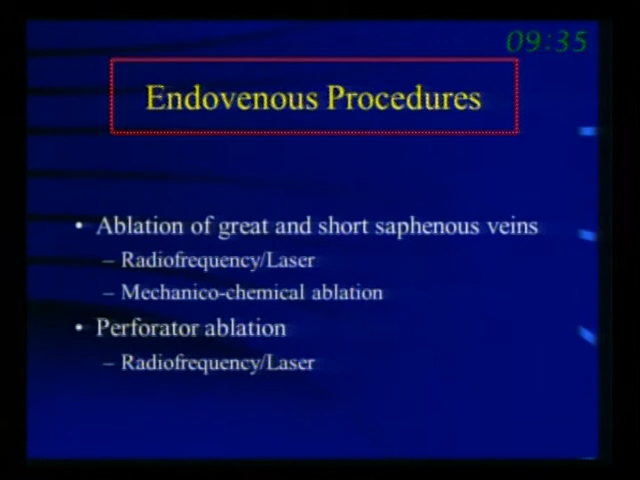 09:35
Endovenous Procedures
• Ablation of great and short saphenous veins
– Radiofrequency/Laser
– Mechanico-chemical ablation
• Perforator ablation
– Radiofrequency/Laser